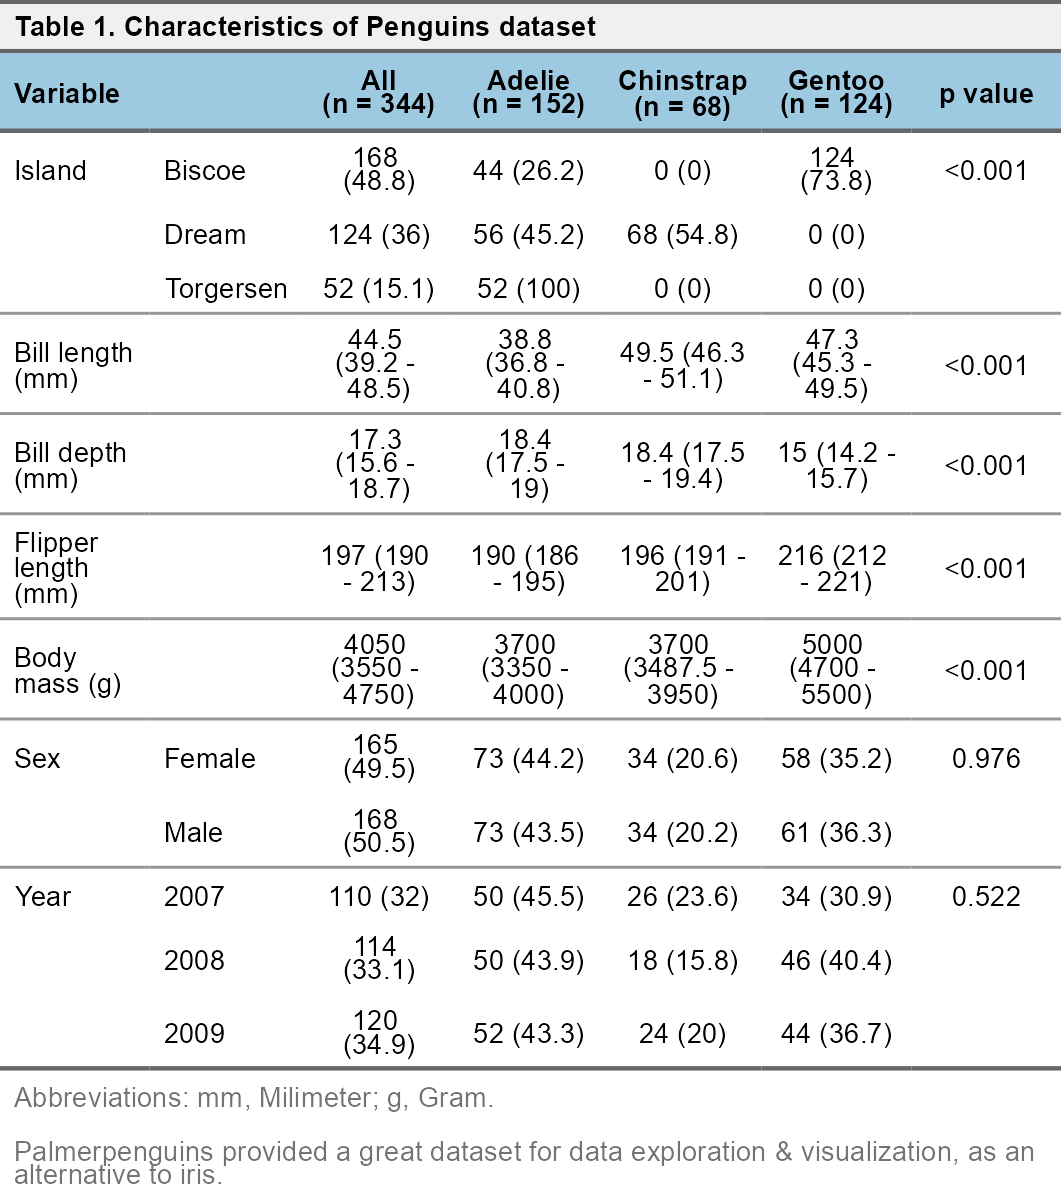 Table 1. Characteristics of Penguins dataset
Variable All (n = 344) Adelie (n = 152) Chinstrap (n = 68) Gentoo (n = 124) p value
Island Biscoe 168 (48.8) 44 (26.2) 0 (0) 124 (73.8) <0.001
Dream 124 (36) 56 (45.2) 68 (54.8) 0 (0)
Torgersen 52 (15.1) 52 (100) 0 (0) 0 (0)
Bill length (mm) 44.5 (39.2 - 48.5) 38.8 (36.8 - 40.8) 49.5 (46.3 - 51.1) 47.3 (45.3 - 49.5) <0.001
Bill depth (mm) 17.3 (15.6 - 18.7) 18.4 (17.5 - 19) 18.4 (17.5 - 19.4) 15 (14.2 - 15.7) <0.001
Flipper length (mm) 197 (190 - 213) 190 (186 - 195) 196 (191 - 201) 216 (212 - 221) <0.001
Body mass (g) 4050 (3550 - 4750) 3700 (3350 - 4000) 3700 (3487.5 - 3950) 5000 (4700 - 5500) <0.001
Sex Female 165 (49.5) 73 (44.2) 34 (20.6) 58 (35.2) 0.976
Male 168 (50.5) 73 (43.5) 34 (20.2) 61 (36.3)
Year 2007 110 (32) 50 (45.5) 26 (23.6) 34 (30.9) 0.522
2008 114 (33.1) 50 (43.9) 18 (15.8) 46 (40.4)
2009 120 (34.9) 52 (43.3) 24 (20) 44 (36.7)
Abbreviations: mm, Milimeter; g, Gram.
Palmerpenguins provided a great dataset for data exploration & visualization, as an
alternative to iris.